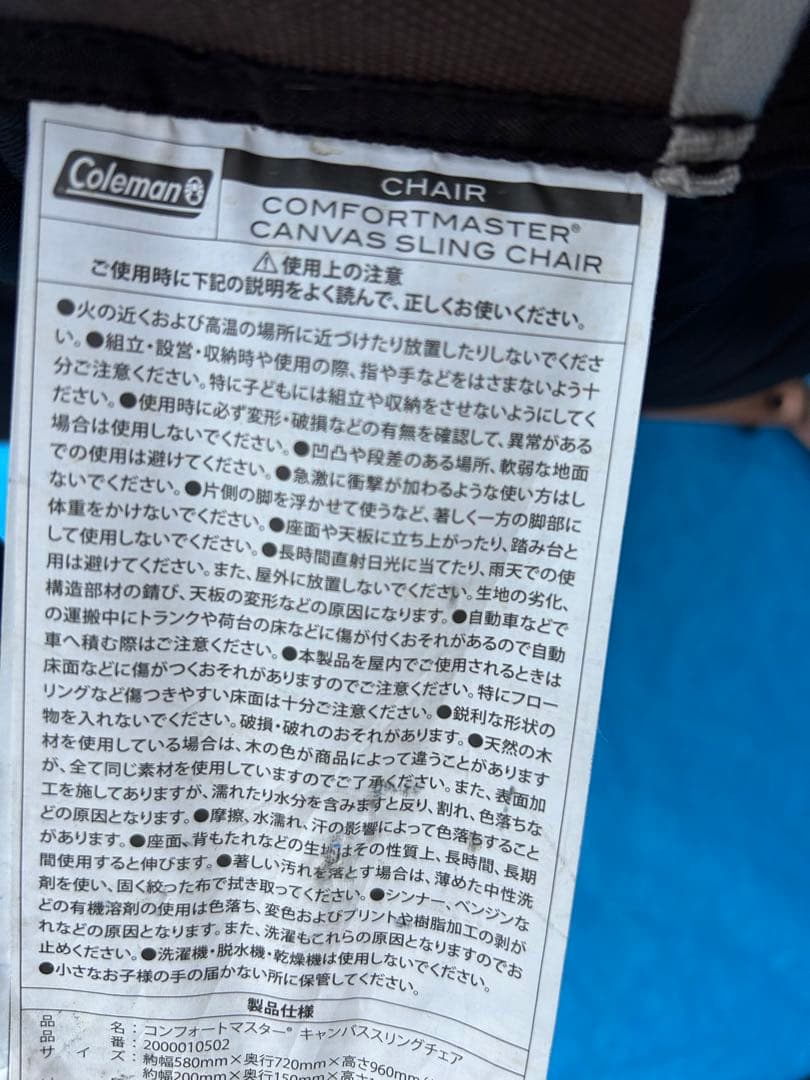 Coleman
CHAIR
COMFORTMASTER®
CANVAS SLING CHAIR
⚠使用上の注意
ご使用時に下記の説明をよく読んで、正しくお使いください。
●火の近くおよび高温の場所に近づけたり放置したりしないでくださ
い。●組立・設営・収納時や使用の際、指や手などをはさまないよう十
分ご注意ください。特に子どもには組立や収納をさせないようにしてく
ださい。●使用時に必ず変形・破損などの有無を確認して、異常がある
場合は使用しないでください。●凹凸や段差のある場所、軟弱な地面
での使用は避けてください。●急激に衝撃が加わるような使い方はし
ないでください。●片側の脚を浮かせて使うなど、著しく一方の脚部に
体重をかけないでください。●座面や天板に立ち上がったり、踏み台と
して使用しないでください。●長時間直射日光に当てたり、雨天での使
用は避けてください。また、屋外に放置しないでください。生地の劣化、
構造部材の錆び、天板の変形などの原因になります。●自動車などで
の運搬中にトランクや荷台の床などに傷が付くおそれがあるので自動
車へ積む際はご注意ください。●本製品を屋内でご使用されるときは
床面などに傷がつくおそれがありますのでご注意ください。特にフロー
リングなど傷つきやすい床面は十分ご注意ください。●鋭利な形状の
物を入れないでください。破損・破れのおそれがあります。●天然の木
材を使用している場合は、木の色が商品によって違うことがあります
が、全て同じ素材を使用していますのでご了承ください。また、表面加
工を施してありますが、濡れたり水分を含みますと反り、割れ、色落ちな
どの原因となります。●摩擦、水濡れ、汗の影響によって色落ちすること
があります。●座面、背もたれなどの生地はその性質上、長時間、長期
間使用すると伸びます。●著しい汚れを落とす場合は、薄めた中性洗
剤を使い、固く絞った布で拭き取ってください。●シンナー、ベンジンな
どの有機溶剤の使用は色落ち、変色およびプリントや樹脂加工の剥が
れなどの原因となります。また、洗濯もこれらの原因となりますのでお
止めください。●洗濯機・脱水機・乾燥機は使用しないでください。
●小さなお子様の手の届かない所に保管してください。
製品仕様
品名：コンフォートマスター® キャンバススリングチェア
品番：2000010502
サイズ：約幅580mm×奥行720mm×高さ960mm
約幅200mm×奥行150mm×高さ